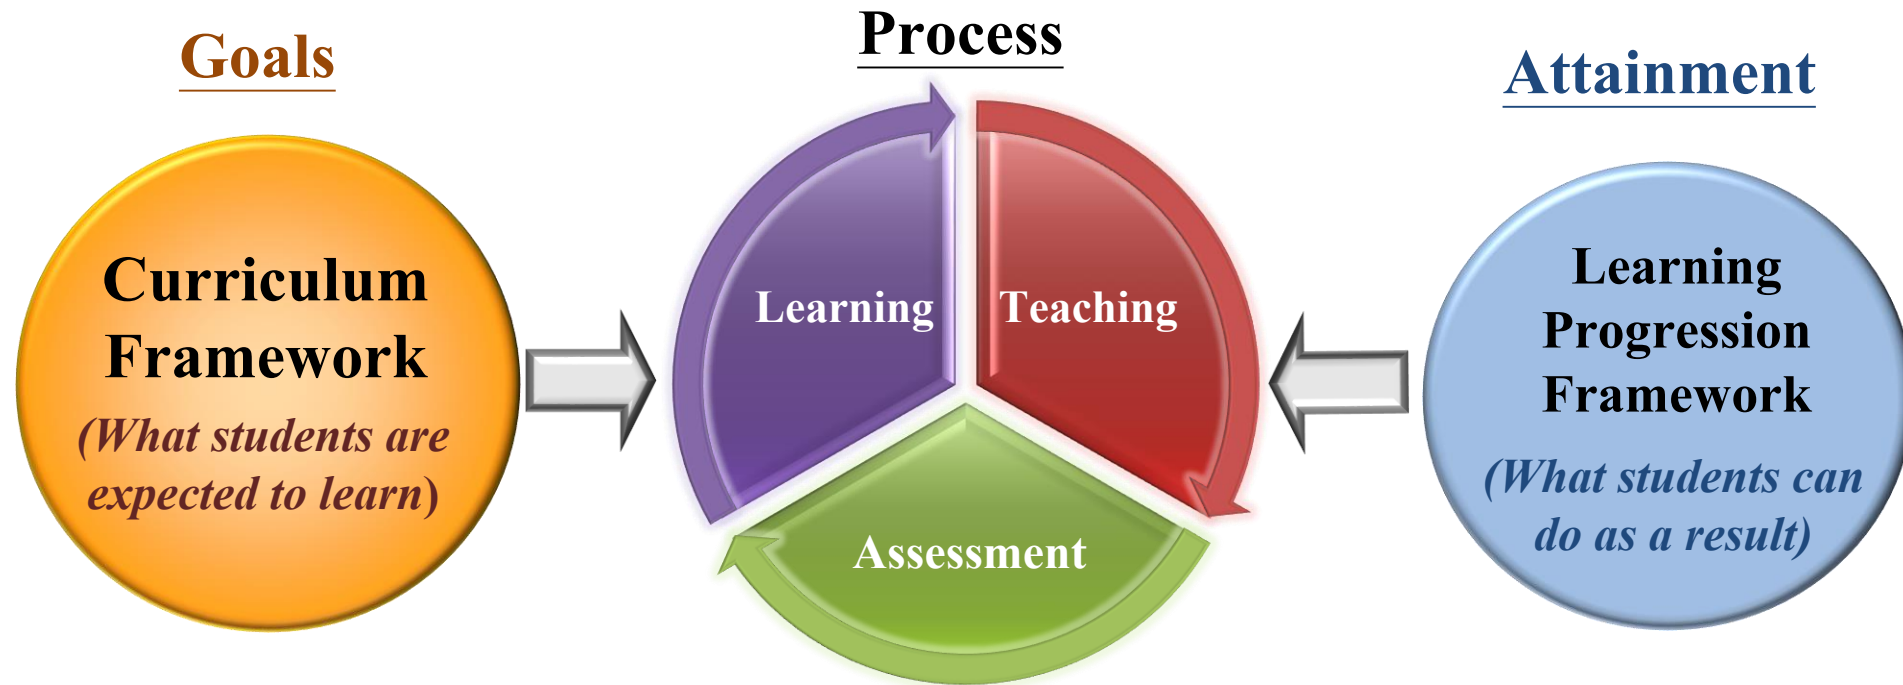 Goals
Process
Attainment
Curriculum
Framework
(What students are
expected to learn)
Learning
Teaching
Assessment
Learning
Progression
Framework
(What students can
do as a result)